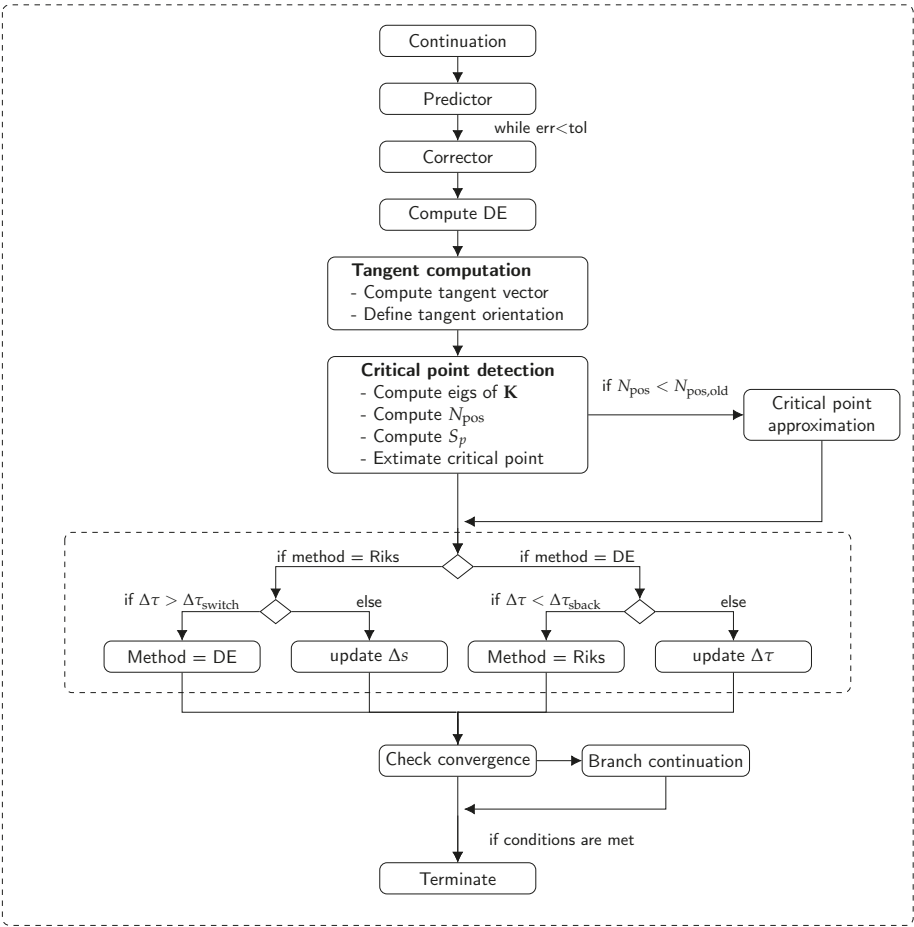 Continuation
Predictor
while err<tol
Corrector
Compute DE
Tangent computation
- Compute tangent vector
- Define tangent orientation
Critical point detection
- Compute eigs of K
- Compute N_pos
- Compute S_p
- Extimate critical point
if N_pos < N_pos,old
Critical point
approximation
if method = Riks
if method = DE
if Δτ > Δτ_switch
else
if Δτ < Δτ_sback
else
Method = DE
update Δs
Method = Riks
update Δτ
Check convergence
Branch continuation
if conditions are met
Terminate